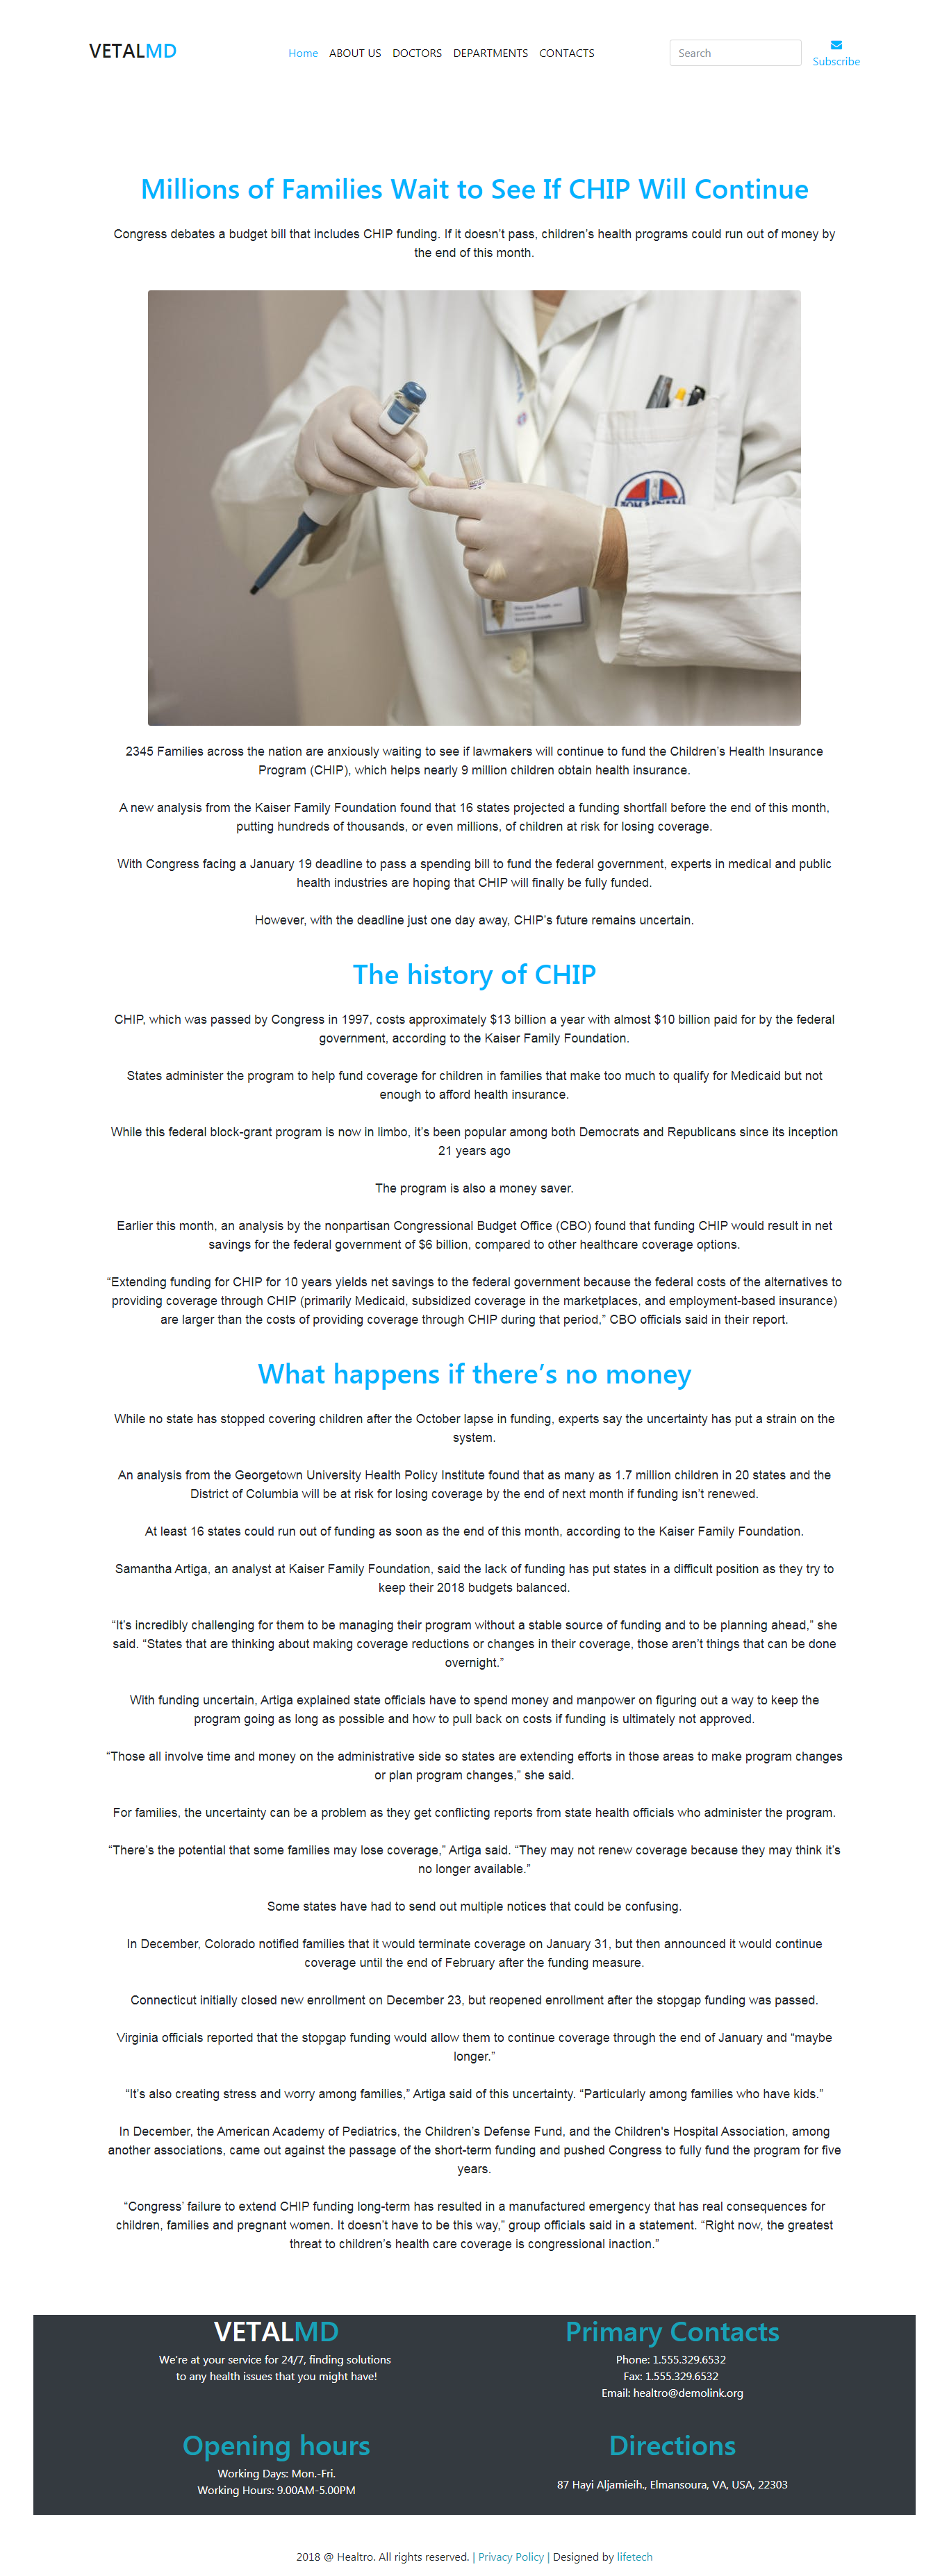 VETALMD
Home ABOUT US DOCTORS DEPARTMENTS CONTACTS
Search
Subscribe
Millions of Families Wait to See If CHIP Will Continue
Congress debates a budget bill that includes CHIP funding. If it doesn’t pass, children’s health programs could run out of money by
the end of this month.
2345 Families across the nation are anxiously waiting to see if lawmakers will continue to fund the Children’s Health Insurance
Program (CHIP), which helps nearly 9 million children obtain health insurance.
A new analysis from the Kaiser Family Foundation found that 16 states projected a funding shortfall before the end of this month,
putting hundreds of thousands, or even millions, of children at risk for losing coverage.
With Congress facing a January 19 deadline to pass a spending bill to fund the federal government, experts in medical and public
health industries are hoping that CHIP will finally be fully funded.
However, with the deadline just one day away, CHIP’s future remains uncertain.
The history of CHIP
CHIP, which was passed by Congress in 1997, costs approximately $13 billion a year with almost $10 billion paid for by the federal
government, according to the Kaiser Family Foundation.
States administer the program to help fund coverage for children in families that make too much to qualify for Medicaid but not
enough to afford health insurance.
While this federal block-grant program is now in limbo, it’s been popular among both Democrats and Republicans since its inception
21 years ago
The program is also a money saver.
Earlier this month, an analysis by the nonpartisan Congressional Budget Office (CBO) found that funding CHIP would result in net
savings for the federal government of $6 billion, compared to other healthcare coverage options.
“Extending funding for CHIP for 10 years yields net savings to the federal government because the federal costs of the alternatives to
providing coverage through CHIP (primarily Medicaid, subsidized coverage in the marketplaces, and employment-based insurance)
are larger than the costs of providing coverage through CHIP during that period,” CBO officials said in their report.
What happens if there’s no money
While no state has stopped covering children after the October lapse in funding, experts say the uncertainty has put a strain on the
system.
An analysis from the Georgetown University Health Policy Institute found that as many as 1.7 million children in 20 states and the
District of Columbia will be at risk for losing coverage by the end of next month if funding isn’t renewed.
At least 16 states could run out of funding as soon as the end of this month, according to the Kaiser Family Foundation.
Samantha Artiga, an analyst at Kaiser Family Foundation, said the lack of funding has put states in a difficult position as they try to
keep their 2018 budgets balanced.
“It’s incredibly challenging for them to be managing their program without a stable source of funding and to be planning ahead,” she
said. “States that are thinking about making coverage reductions or changes in their coverage, those aren’t things that can be done
overnight.”
With funding uncertain, Artiga explained state officials have to spend money and manpower on figuring out a way to keep the
program going as long as possible and how to pull back on costs if funding is ultimately not approved.
“Those all involve time and money on the administrative side so states are extending efforts in those areas to make program changes
or plan program changes,” she said.
For families, the uncertainty can be a problem as they get conflicting reports from state health officials who administer the program.
“There’s the potential that some families may lose coverage,” Artiga said. “They may not renew coverage because they may think it’s
no longer available.”
Some states have had to send out multiple notices that could be confusing.
In December, Colorado notified families that it would terminate coverage on January 31, but then announced it would continue
coverage until the end of February after the funding measure.
Connecticut initially closed new enrollment on December 23, but reopened enrollment after the stopgap funding was passed.
Virginia officials reported that the stopgap funding would allow them to continue coverage through the end of January and “maybe
longer.”
“It’s also creating stress and worry among families,” Artiga said of this uncertainty. “Particularly among families who have kids.”
In December, the American Academy of Pediatrics, the Children’s Defense Fund, and the Children's Hospital Association, among
another associations, came out against the passage of the short-term funding and pushed Congress to fully fund the program for five
years.
“Congress’ failure to extend CHIP funding long-term has resulted in a manufactured emergency that has real consequences for
children, families and pregnant women. It doesn’t have to be this way,” group officials said in a statement. “Right now, the greatest
threat to children’s health care coverage is congressional inaction.”
VETALMD
We’re at your service for 24/7, finding solutions
to any health issues that you might have!
Primary Contacts
Phone: 1.555.329.6532
Fax: 1.555.329.6532
Email: healtro@demolink.org
Opening hours
Working Days: Mon.-Fri.
Working Hours: 9.00AM-5.00PM
Directions
87 Hayi Aljamieih., Elmansoura, VA, USA, 22303
2018 @ Healtro. All rights reserved. | Privacy Policy | Designed by lifetech